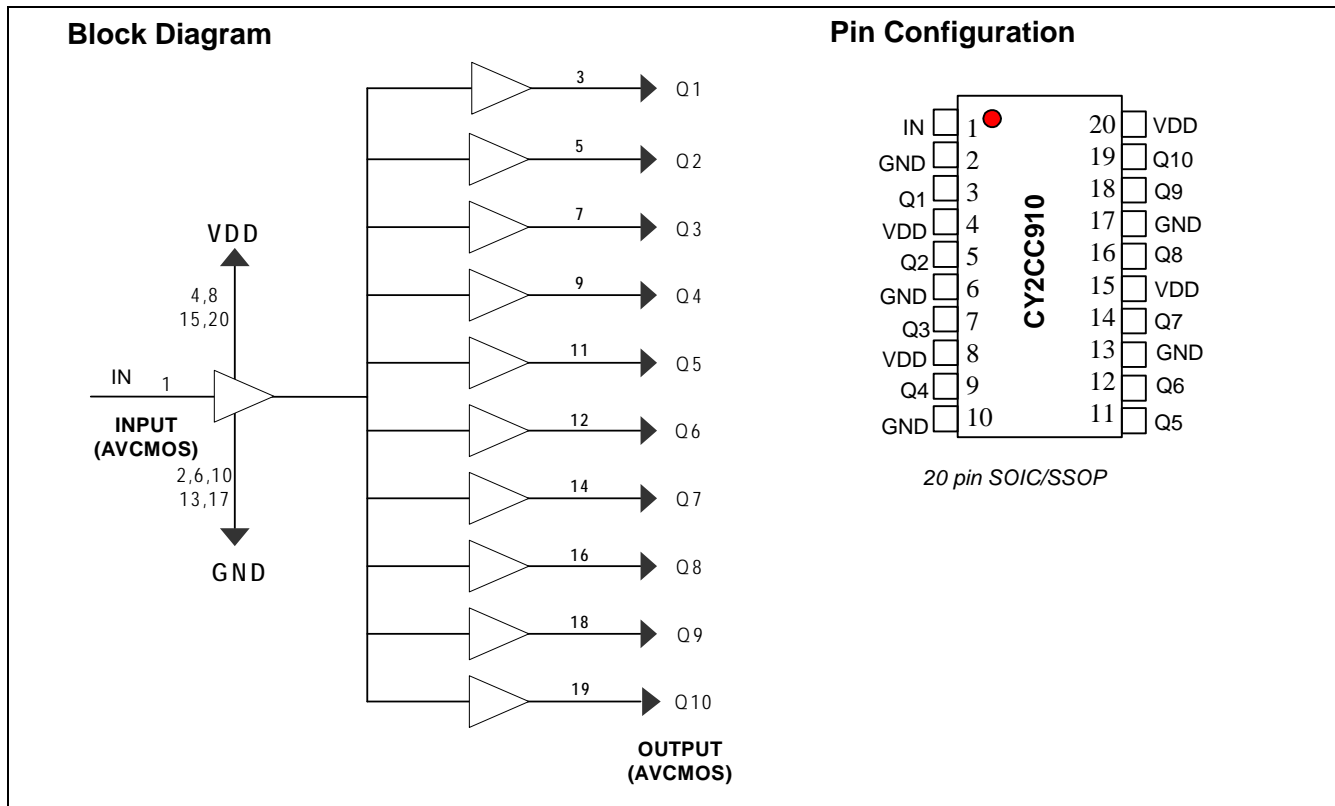 Block Diagram
3
Q1
5
Q2
7
Q3
VDD
4,8
15,20
9
Q4
11
Q5
IN
1
INPUT
(AVCMOS)
12
Q6
2,6,10
13,17
14
Q7
GND
16
Q8
18
Q9
19
Q10
OUTPUT
(AVCMOS)
Pin Configuration
IN 1 20 VDD
GND 2 19 Q10
Q1 3 18 Q9
VDD 4 17 GND
Q2 5 16 Q8
GND 6 15 VDD
Q3 7 14 Q7
VDD 8 13 GND
Q4 9 12 Q6
GND 10 11 Q5
CY2CC910
20 pin SOIC/SSOP